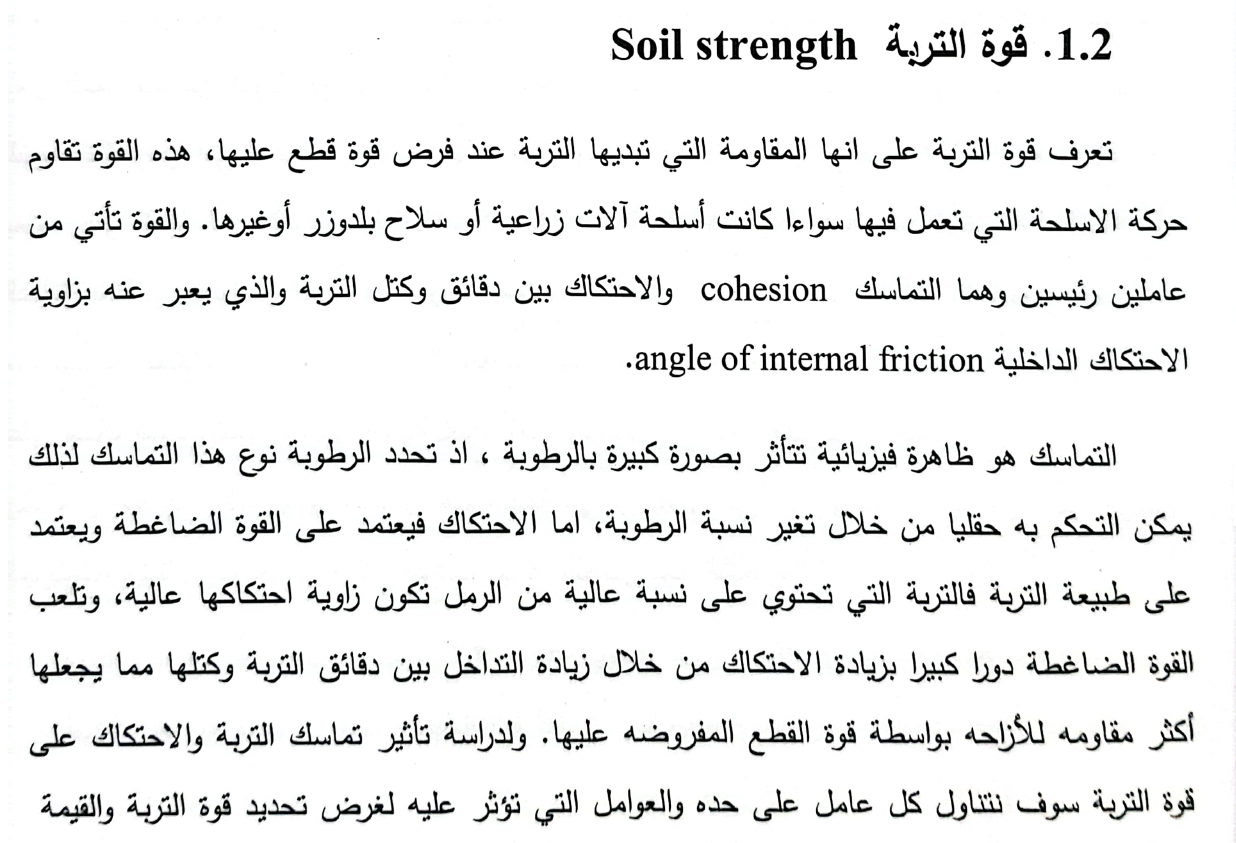 1.2. قوة التربة Soil strength
تعرف قوة التربة على انها المقاومة التي تبديها التربة عند فرض قوة قطع عليها، هذه القوة تقاوم
حركة الاسلحة التي تعمل فيها سواءا كانت أسلحة آلات زراعية أو سلاح بلدوزر أوغيرها. والقوة تأتي من
عاملين رئيسين وهما التماسك cohesion والاحتكاك بين دقائق وكتل التربة والذي يعبر عنه بزاوية
الاحتكاك الداخلية angle of internal friction.
التماسك هو ظاهرة فيزيائية تتأثر بصورة كبيرة بالرطوبة ، اذ تحدد الرطوبة نوع هذا التماسك لذلك
يمكن التحكم به حقليا من خلال تغير نسبة الرطوبة، اما الاحتكاك فيعتمد على القوة الضاغطة ويعتمد
على طبيعة التربة فالتربة التي تحتوي على نسبة عالية من الرمل تكون زاوية احتكاكها عالية، وتلعب
القوة الضاغطة دورا كبيرا بزيادة الاحتكاك من خلال زيادة التداخل بين دقائق التربة وكتلها مما يجعلها
أكثر مقاومه للأزاحه بواسطة قوة القطع المفروضه عليها. ولدراسة تأثير تماسك التربة والاحتكاك على
قوة التربة سوف نتناول كل عامل على حده والعوامل التي تؤثر عليه لغرض تحديد قوة التربة والقيمة